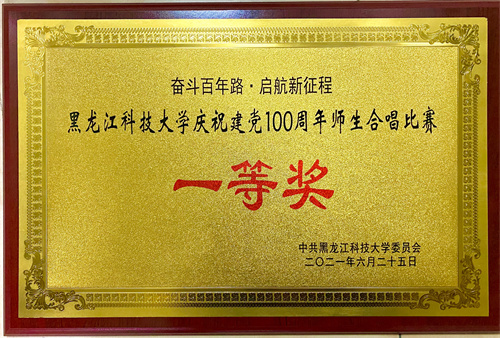 奋斗百年路·启航新征程
黑龙江科技大学庆祝建党100周年师生合唱比赛
一等奖
中共黑龙江科技大学委员会
二〇二一年六月二十五日